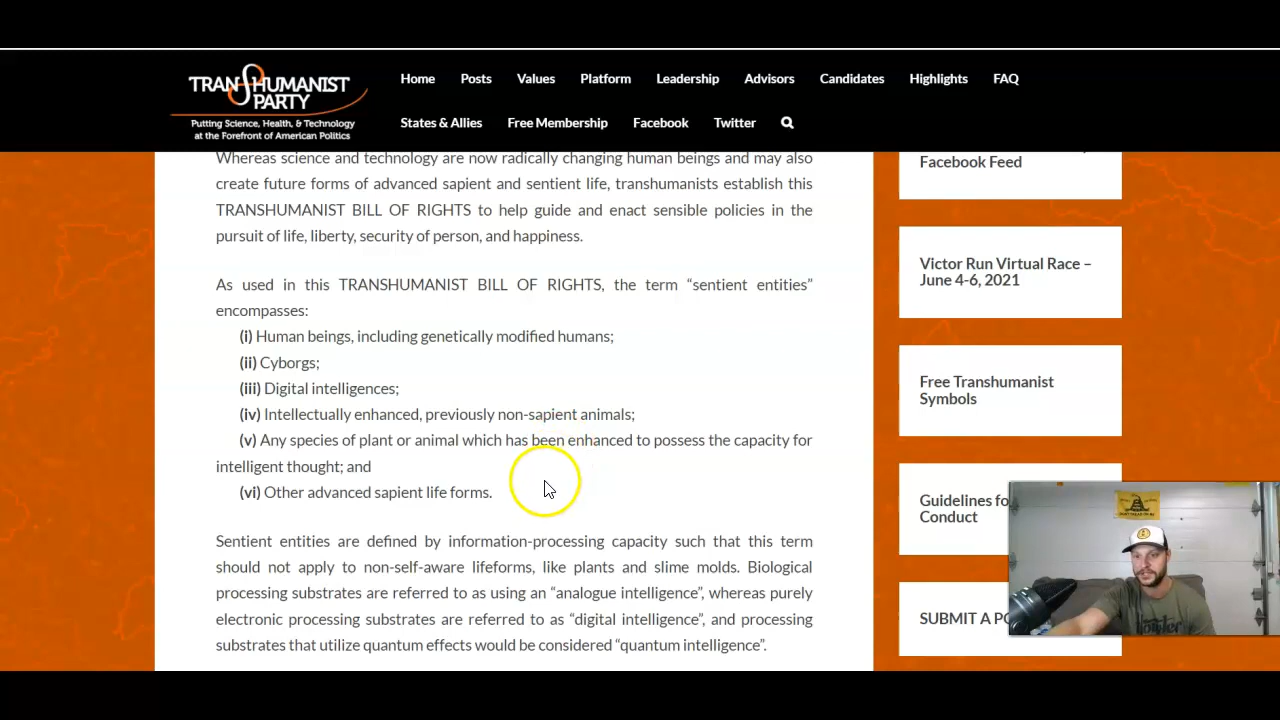 TRANSHUMANIST
PARTY
Putting Science, Health, & Technology
at the Forefront of American Politics
Home Posts Values Platform Leadership Advisors Candidates Highlights FAQ
States & Allies Free Membership Facebook Twitter
Whereas science and technology are now radically changing human beings and may also
create future forms of advanced sapient and sentient life, transhumanists establish this
TRANSHUMANIST BILL OF RIGHTS to help guide and enact sensible policies in the
pursuit of life, liberty, security of person, and happiness.
As used in this TRANSHUMANIST BILL OF RIGHTS, the term “sentient entities”
encompasses:
(i) Human beings, including genetically modified humans;
(ii) Cyborgs;
(iii) Digital intelligences;
(iv) Intellectually enhanced, previously non-sapient animals;
(v) Any species of plant or animal which has been enhanced to possess the capacity for
intelligent thought; and
(vi) Other advanced sapient life forms.
Sentient entities are defined by information-processing capacity such that this term
should not apply to non-self-aware lifeforms, like plants and slime molds. Biological
processing substrates are referred to as using an “analogue intelligence”, whereas purely
electronic processing substrates are referred to as “digital intelligence”, and processing
substrates that utilize quantum effects would be considered “quantum intelligence”.
Facebook Feed
Victor Run Virtual Race –
June 4-6, 2021
Free Transhumanist
Symbols
Guidelines fo
Conduct
SUBMIT A PO